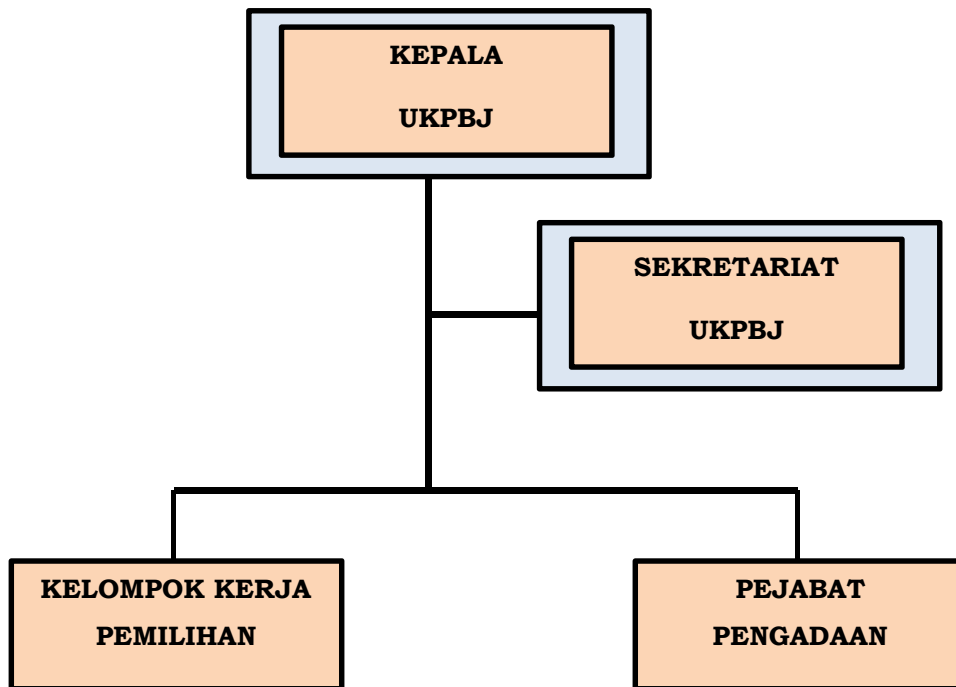 KEPALA
UKPBJ
SEKRETARIAT
UKPBJ
KELOMPOK KERJA
PEMILIHAN
PEJABAT
PENGADAAN